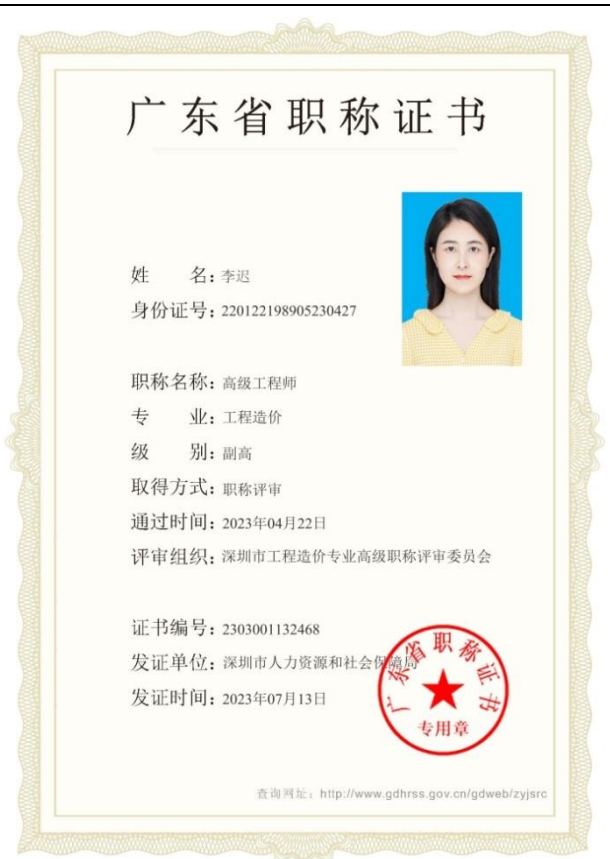 广东省职称证书
姓 名：李迟
身份证号：220122198905230427
职称名称：高级工程师
专 业：工程造价
级 别：副高
取得方式：职称评审
通过时间：2023年04月22日
评审组织：深圳市工程造价专业高级职称评审委员会
证书编号：2303001132468
发证单位：深圳市人力资源和社会保障局
发证时间：2023年07月13日
广东省职称证书
专用章
查询网址：http://www.gdhrss.gov.cn/gdweb/zyjsrc